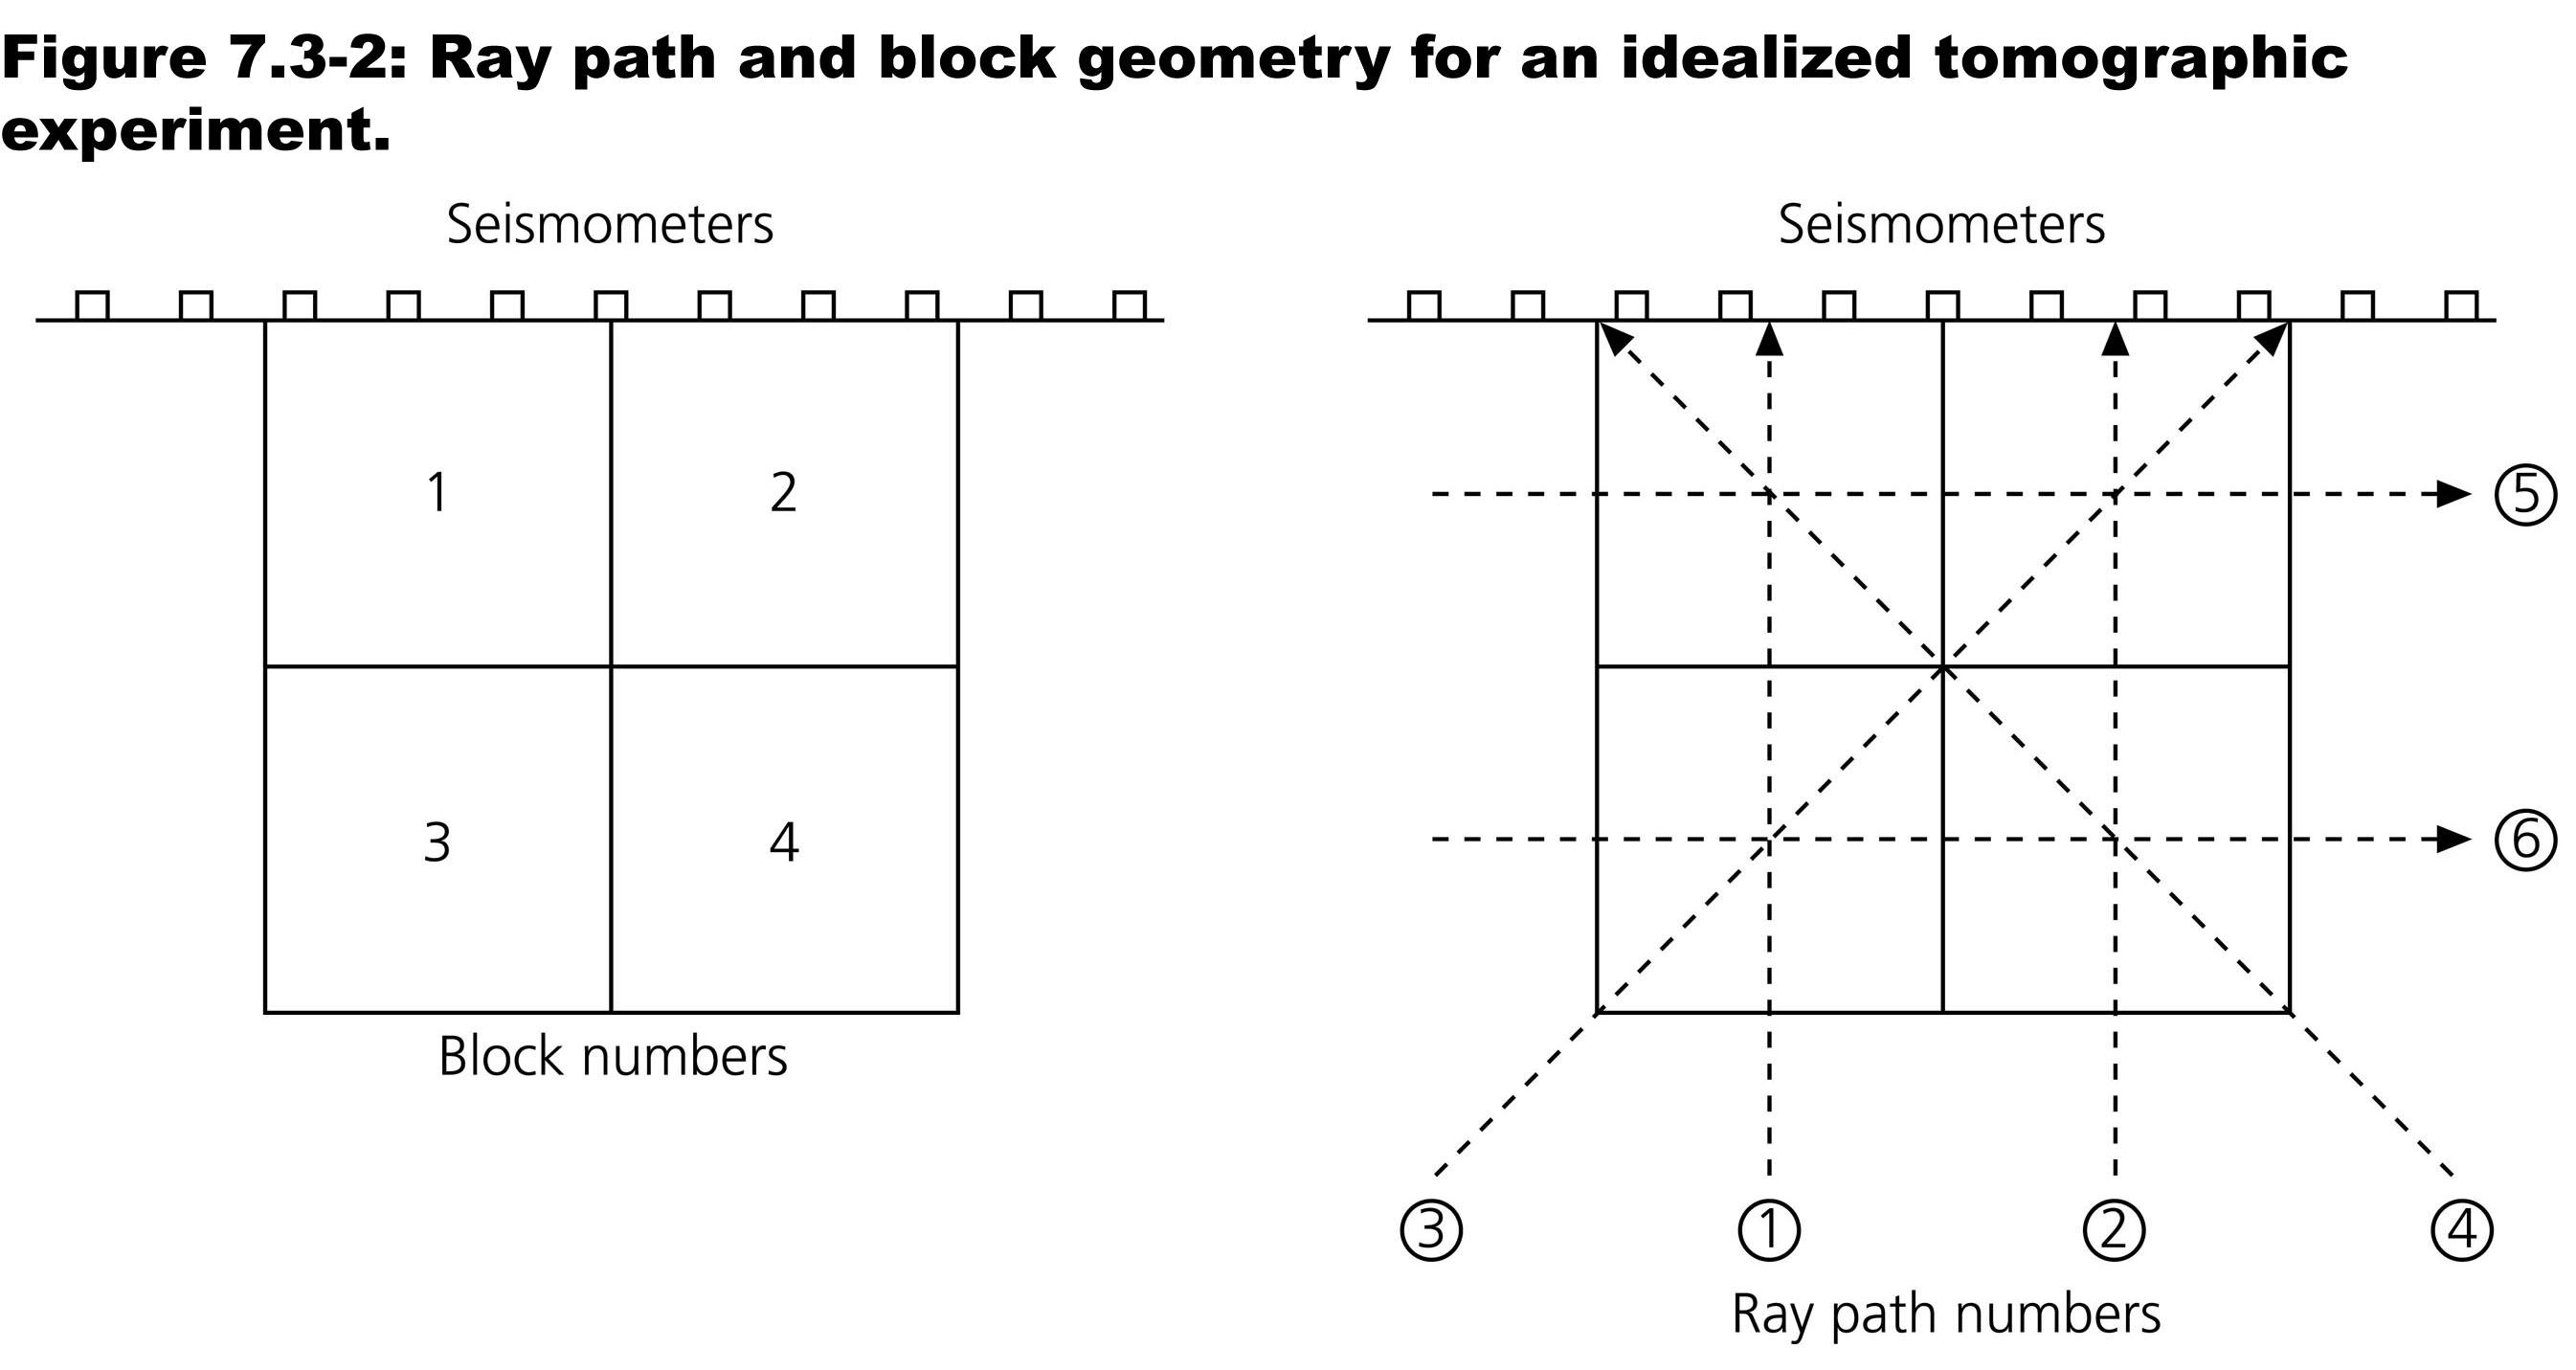 Figure 7.3-2: Ray path and block geometry for an idealized tomographic
experiment.
Seismometers
1
2
3
4
Block numbers
Seismometers
5
6
3
1
2
4
Ray path numbers